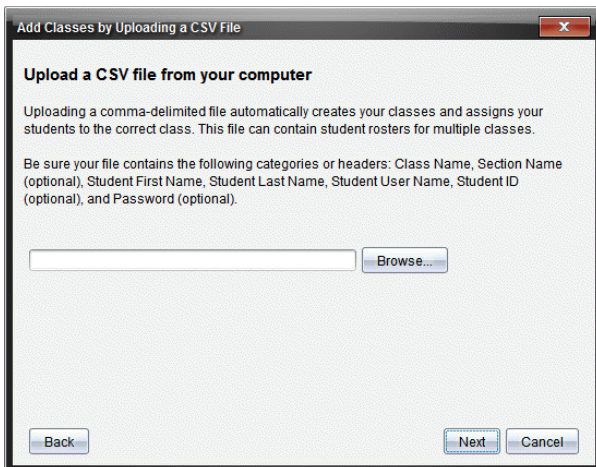 Add Classes by Uploading a CSV File
X
Upload a CSV file from your computer
Uploading a comma-delimited file automatically creates your classes and assigns your
students to the correct class. This file can contain student rosters for multiple classes.
Be sure your file contains the following categories or headers: Class Name, Section Name
(optional), Student First Name, Student Last Name, Student User Name, Student ID
(optional), and Password (optional).
Browse...
Back
Next
Cancel